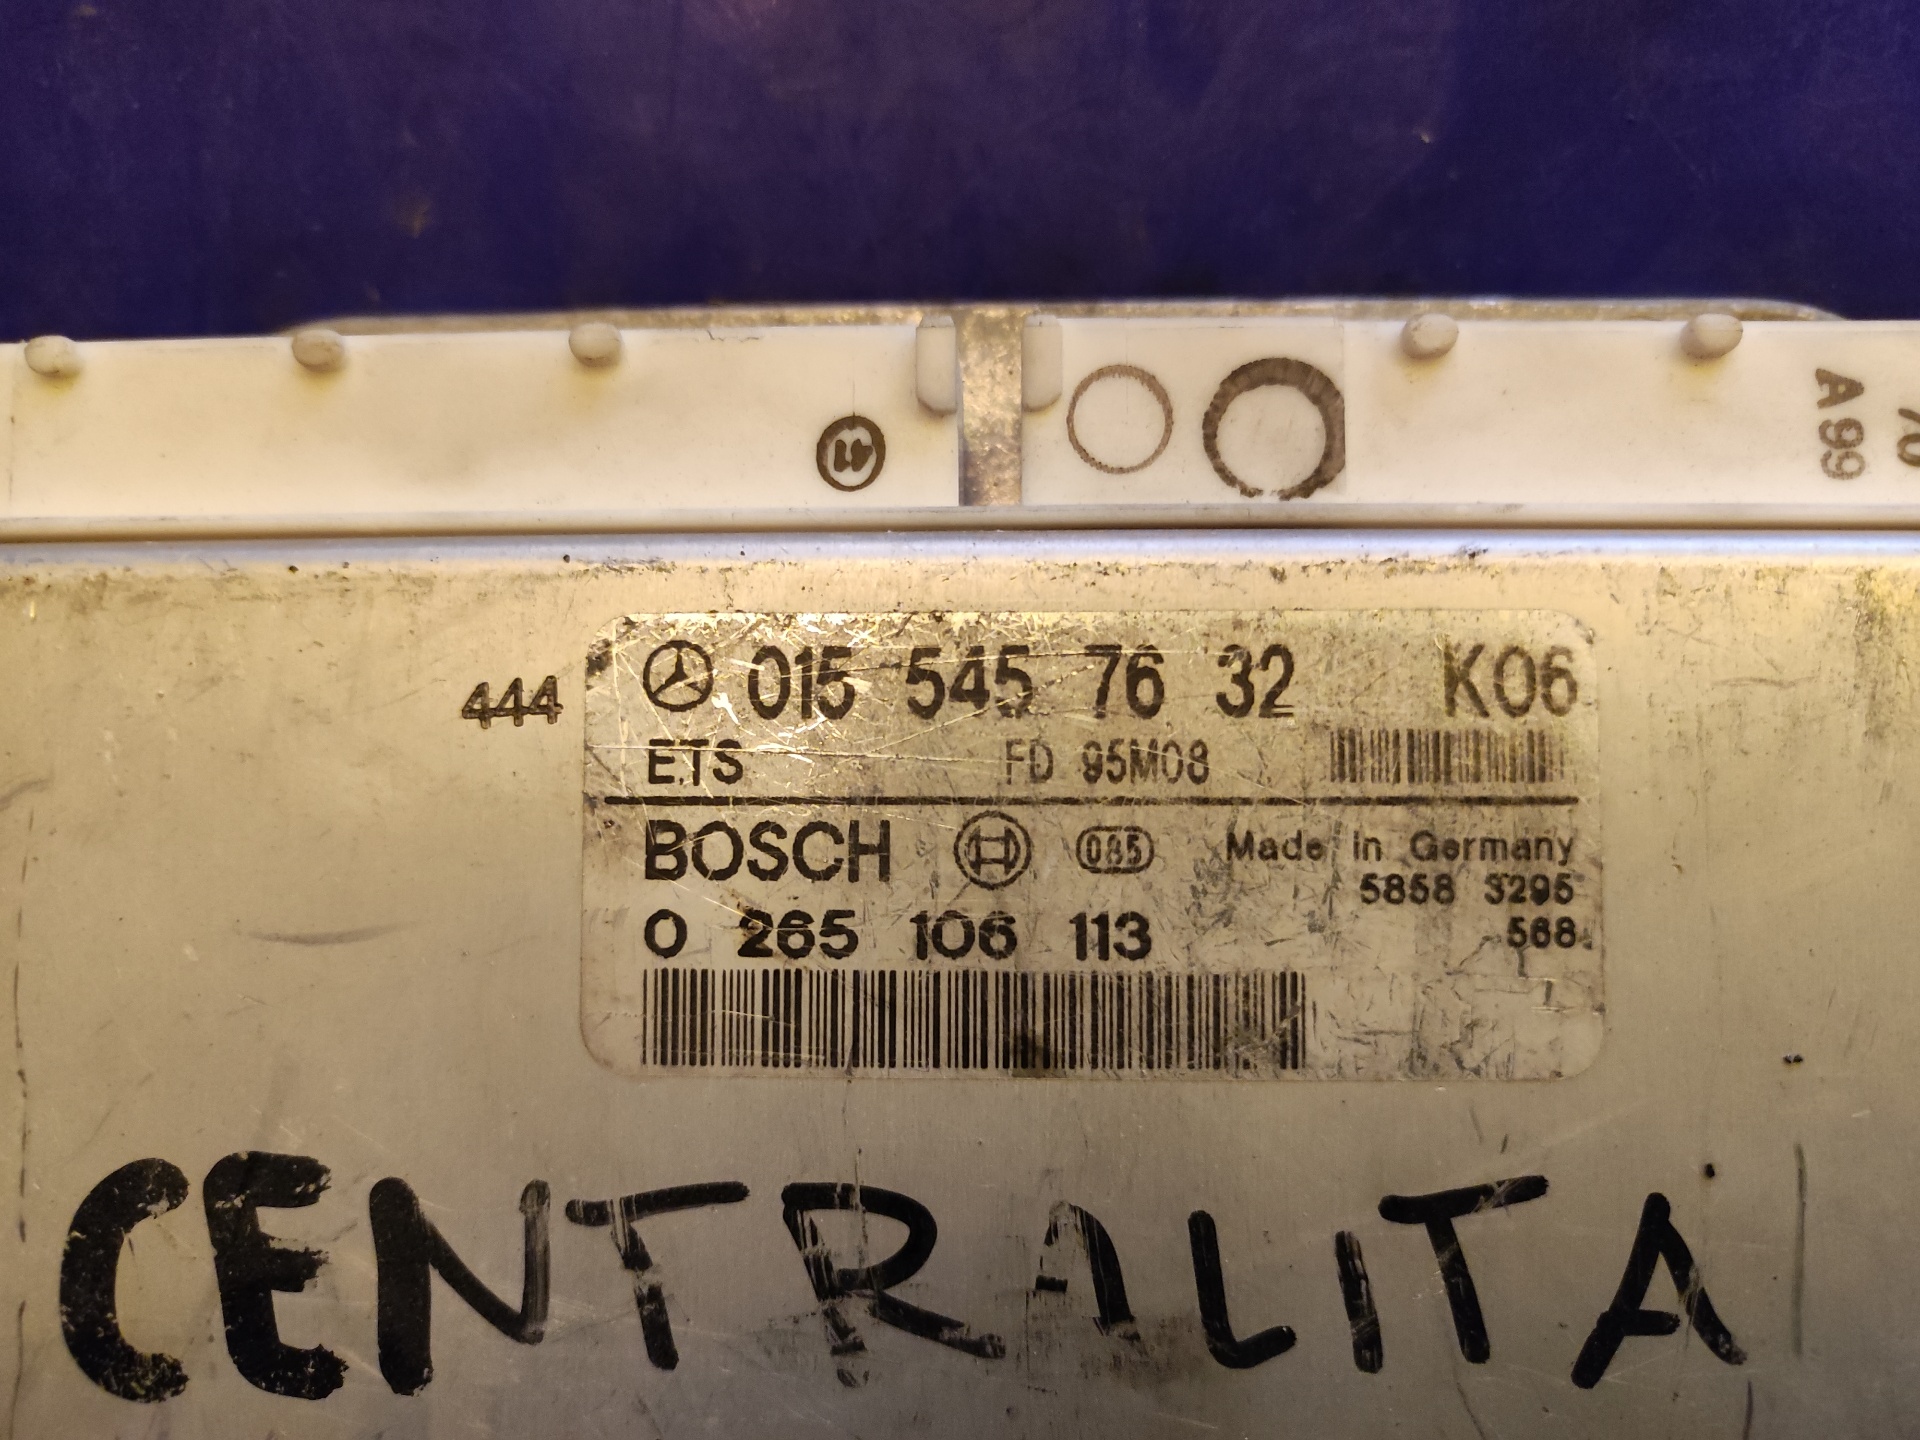 41
A 99
444
015 545 76 32 K06
ETS FD 95M08
BOSCH 085 Made in Germany
5858 3295
0 265 106 113 568
CENTRALITA